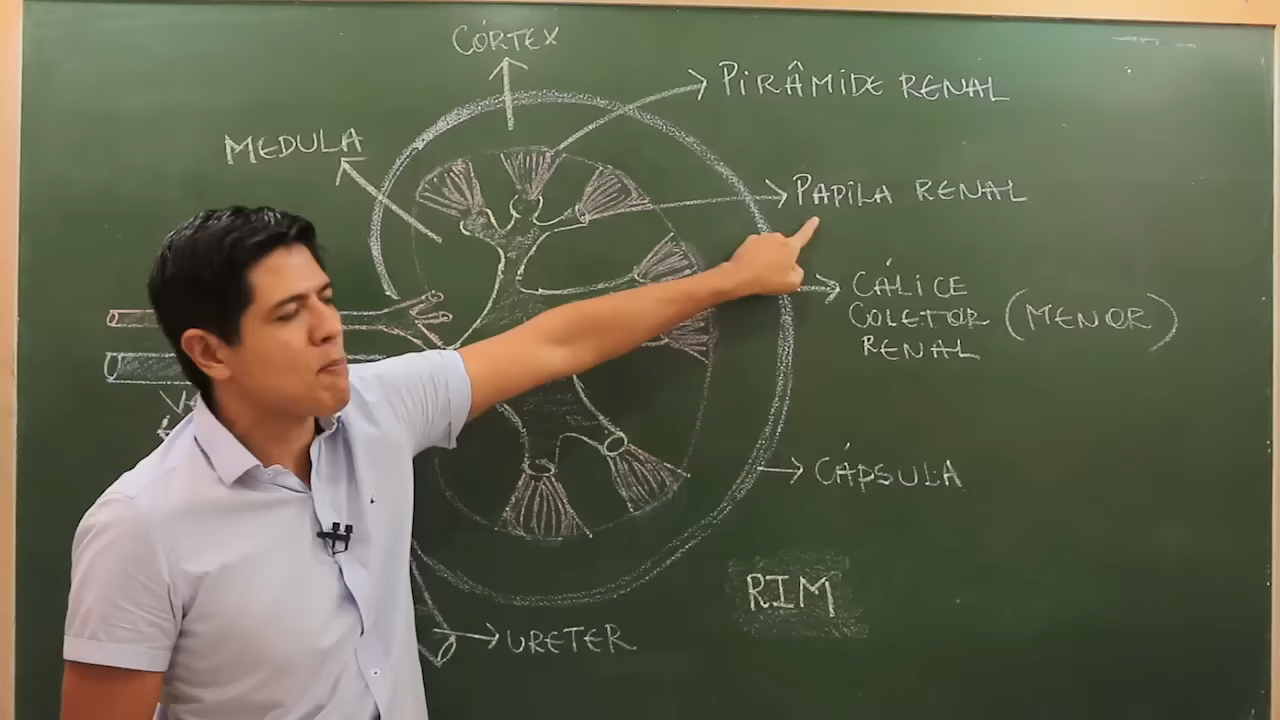 CÓRTEX
PIRÂMIDE RENAL
MEDULA
PAPILA RENAL
CÁLICE
COLETOR (MENOR)
RENAL
CÁPSULA
RIM
URETER